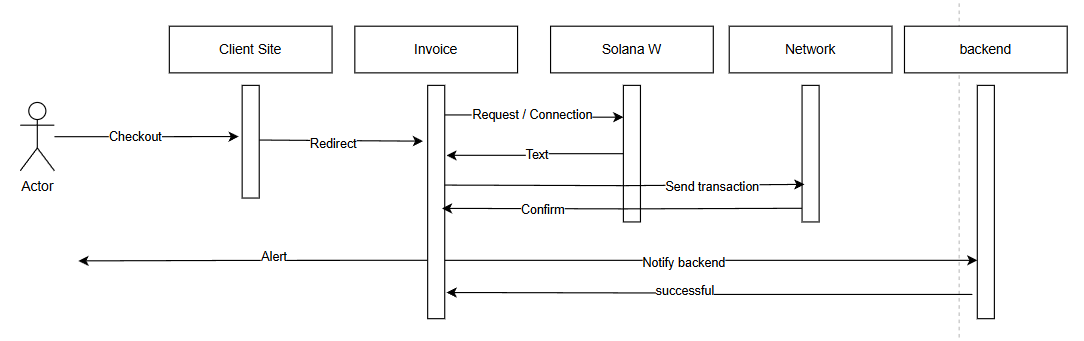 Client Site
Invoice
Solana W
Network
backend
Request / Connection
Checkout
Redirect
Text
Actor
Send transaction
Confirm
Alert
Notify backend
successful